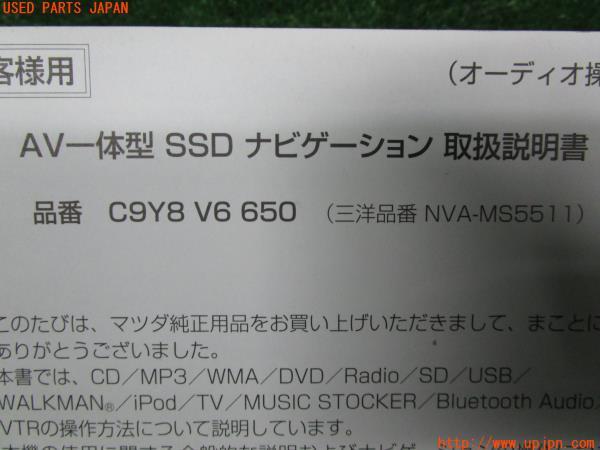 USED PARTS JAPAN
客様用
(オーディオ操
AV一体型 SSD ナビゲーション 取扱説明書
品番 C9Y8 V6 650 (三洋品番 NVA-MS5511)
このたびは、マツダ純正用品をお買い上げいただきまして、まことに
ありがとうございました。
本書では、CD/MP3/WMA/DVD/Radio/SD/USB/
WALKMAN®/iPod/TV/MUSIC STOCKER/Bluetooth Audio/
VTRの操作方法について説明しています。
http://www.upjpn.com/